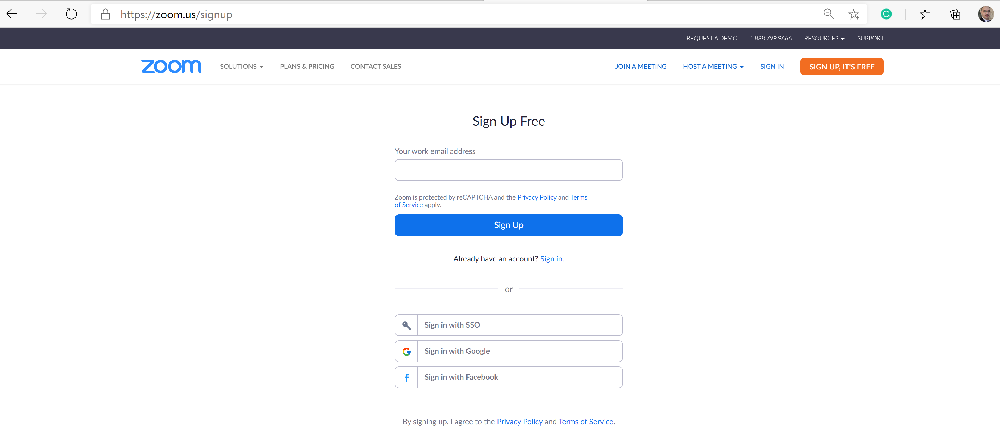 https://zoom.us/signup
REQUEST A DEMO 1.888.799.9666 RESOURCES SUPPORT
zoom SOLUTIONS PLANS & PRICING CONTACT SALES JOIN A MEETING HOST A MEETING SIGN IN SIGN UP, IT'S FREE
Sign Up Free
Your work email address
Zoom is protected by reCAPTCHA and the Privacy Policy and Terms
of Service apply.
Sign Up
Already have an account? Sign in.
or
Sign in with SSO
Sign in with Google
Sign in with Facebook
By signing up, I agree to the Privacy Policy and Terms of Service.